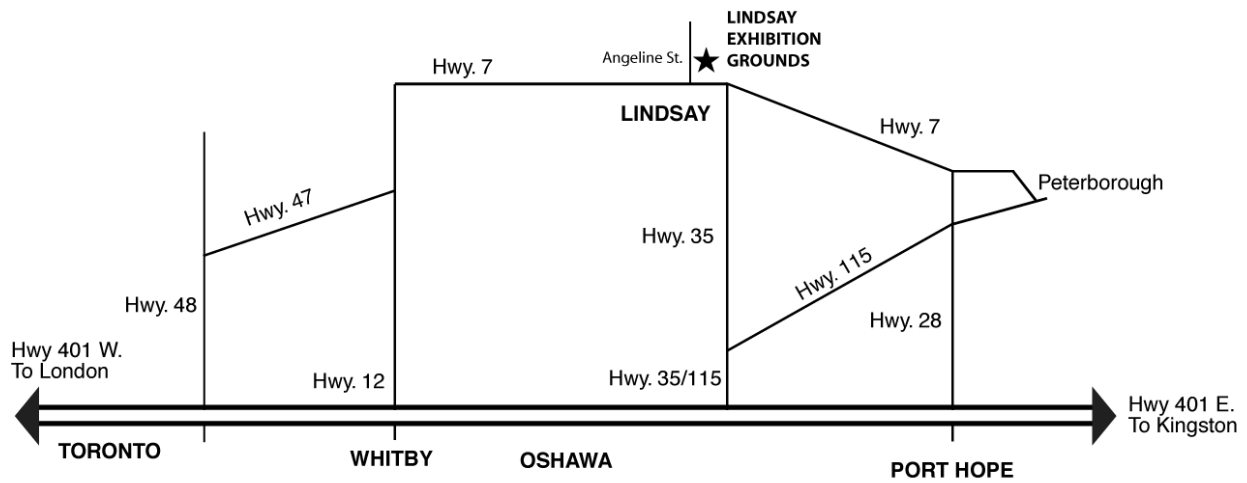 LINDSAY
EXHIBITION
GROUNDS
Angeline St.
Hwy. 7
LINDSAY
Hwy. 7
Peterborough
Hwy. 47
Hwy. 35
Hwy. 115
Hwy. 48
Hwy. 28
Hwy 401 W.
To London
Hwy. 12
Hwy. 35/115
Hwy 401 E.
To Kingston
TORONTO
WHITBY
OSHAWA
PORT HOPE